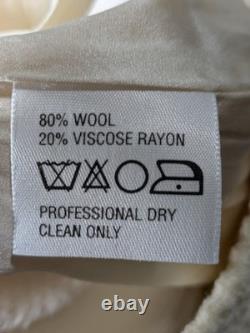 80% WOOL
20% VISCOSE RAYON
PROFESSIONAL DRY
CLEAN ONLY